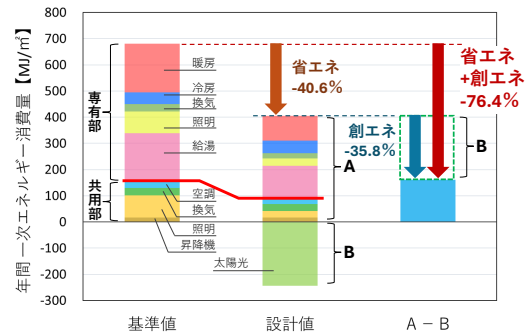 年間一次エネルギー消費量【MJ/㎡】
800
700
600
500
400
300
200
100
0
-100
-200
-300
専有部
共用部
暖房
冷房
換気
照明
給湯
空調
換気
照明
昇降機
太陽光
省エネ
-40.6%
A
B
創エネ
-35.8%
省エネ
+創エネ
-76.4%
B
基準値
設計値
A － B